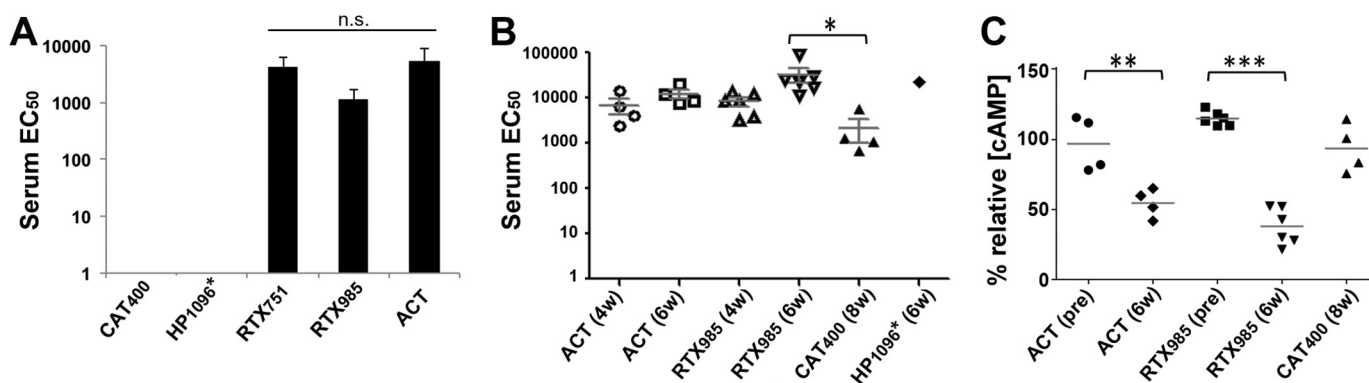 A
n.s.
Serum EC50
10000
1000
100
10
1
CAT400
HP1096*
RTX751
RTX985
ACT
B
*
Serum EC50
100000
10000
1000
100
10
1
ACT (4w)
ACT (6w)
RTX985 (4w)
RTX985 (6w)
CAT400 (8w)
HP1096* (6w)
C
** ***
% relative [cAMP]
150
100
50
0
ACT (pre)
ACT (6w)
RTX985 (pre)
RTX985 (6w)
CAT400 (8w)